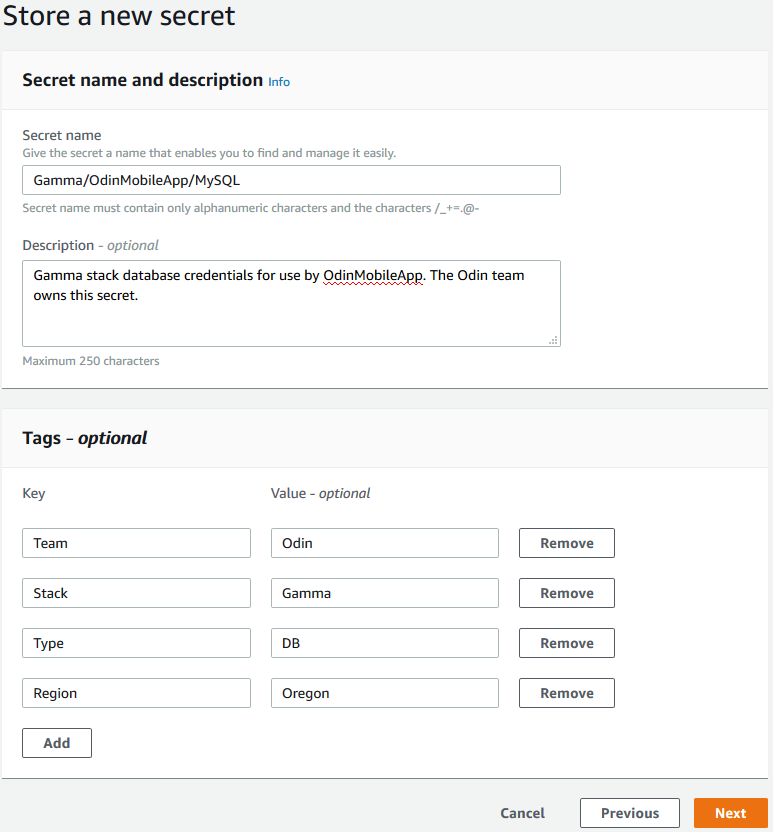 Store a new secret
Secret name and description Info
Secret name
Give the secret a name that enables you to find and manage it easily.
Gamma/OdinMobileApp/MySQL
Secret name must contain only alphanumeric characters and the characters /_+=.@-
Description - optional
Gamma stack database credentials for use by OdinMobileApp. The Odin team
owns this secret.
Maximum 250 characters
Tags - optional
Key Value - optional
Team Odin Remove
Stack Gamma Remove
Type DB Remove
Region Oregon Remove
Add
Cancel Previous Next